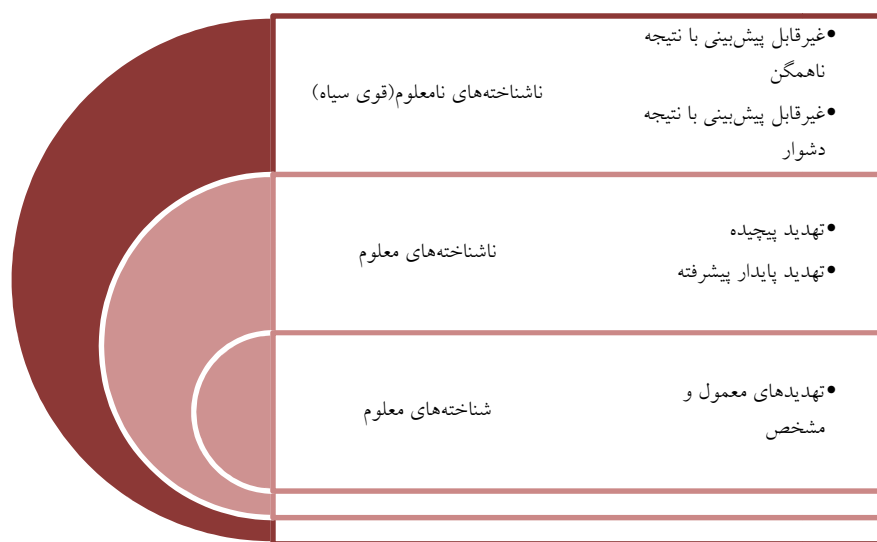 ناشناخته‌های نامعلوم(قوی سیاه)
•غیرقابل پیش‌بینی با نتیجه
ناهمگن
•غیرقابل پیش‌بینی با نتیجه
دشوار
ناشناخته‌های معلوم
•تهدید پیچیده
•تهدید پایدار پیشرفته
شناخته‌های معلوم
•تهدیدهای معمول و
مشخص